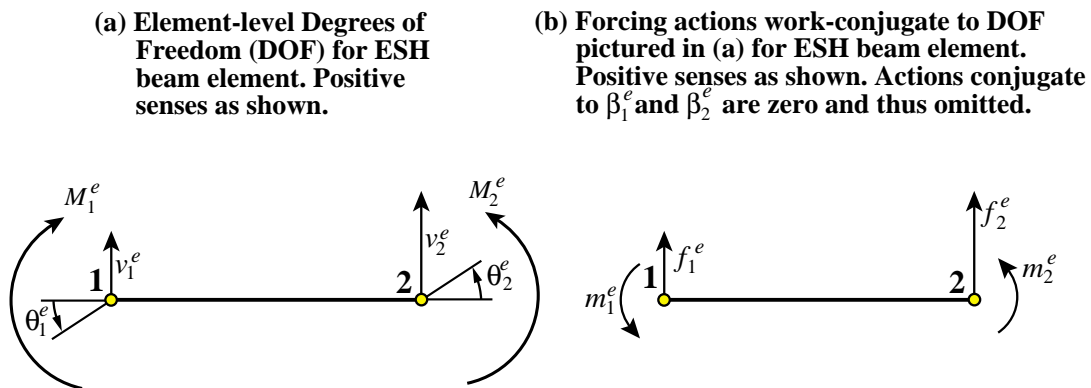 (a) Element-level Degrees of
Freedom (DOF) for ESH
beam element. Positive
senses as shown.
(b) Forcing actions work-conjugate to DOF
pictured in (a) for ESH beam element.
Positive senses as shown. Actions conjugate
to β₁ᵉ and β₂ᵉ are zero and thus omitted.
M₁ᵉ
v₁ᵉ
1
θ₁ᵉ
M₂ᵉ
v₂ᵉ
2
θ₂ᵉ
f₁ᵉ
1
m₁ᵉ
f₂ᵉ
2
m₂ᵉ